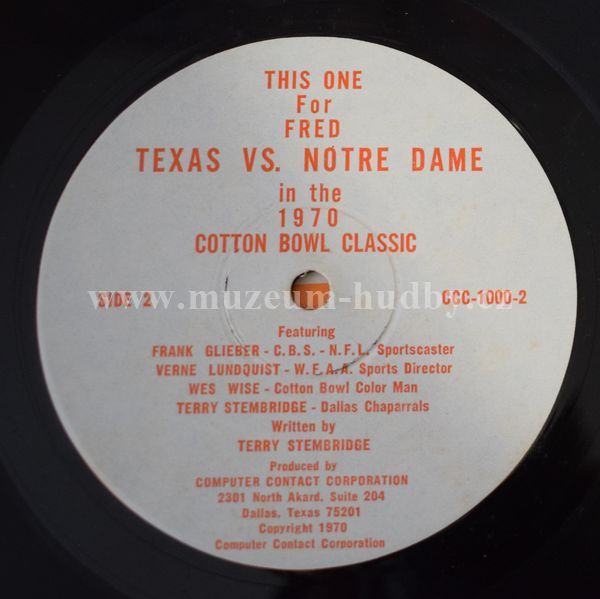 THIS ONE
For
FRED
TEXAS VS. NOTRE DAME
in the
1970
COTTON BOWL CLASSIC
SIDE 2
CGC-1000-2
www.muzeum-hudby.cz
Featuring
FRANK GLIEBER - C.B.S. - N.F.L. Sportscaster
VERNE LUNDQUIST - W.F.A.A. Sports Director
WES WISE - Cotton Bowl Color Man
TERRY STEMBRIDGE - Dallas Chaparrals
Written by
TERRY STEMBRIDGE
Produced by
COMPUTER CONTACT CORPORATION
2301 North Akard, Suite 204
Dallas, Texas 75201
Copyright 1970
Computer Contact Corporation